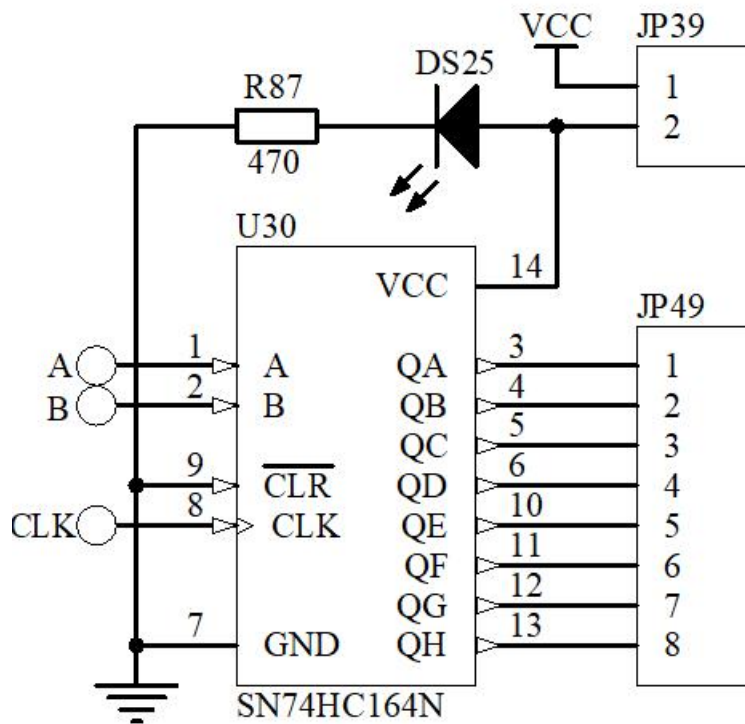 VCC
JP39
DS25
R87
1
2
470
U30
14
VCC
JP49
A
1
A
QA
3
1
B
2
B
QB
4
2
QC
5
3
9
CLR
QD
6
4
CLK
8
CLK
QE
10
5
QF
11
6
QG
12
7
7
GND
QH
13
8
SN74HC164N